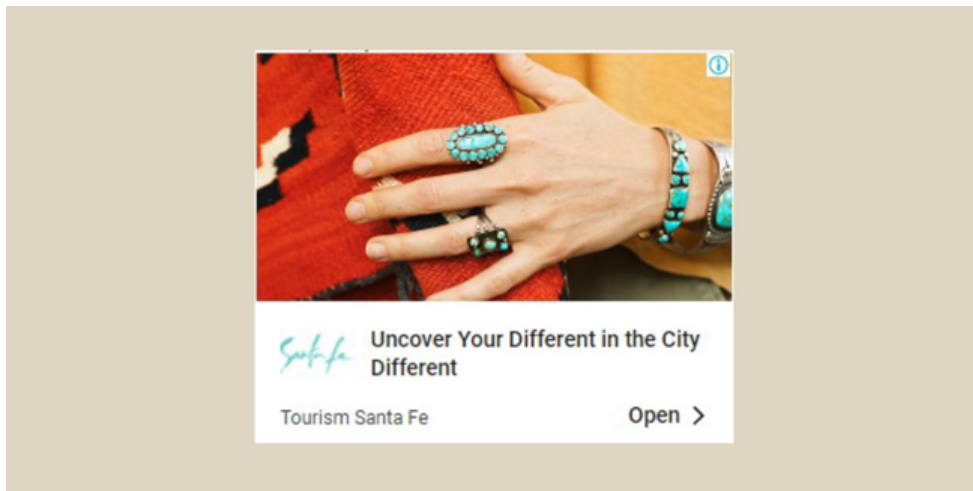 Santa Fe
Uncover Your Different in the City
Different
Tourism Santa Fe
Open